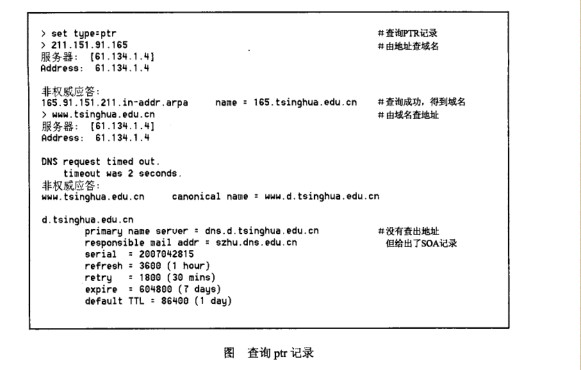 > set type=ptr #查询PTR记录
> 211.151.91.165 #由地址查域名
服务器: [61.134.1.4]
Address: 61.134.1.4
非权威应答:
165.91.151.211.in-addr.arpa name = 165.tsinghua.edu.cn #查询成功，得到域名
> www.tsinghua.edu.cn #由域名查地址
服务器: [61.134.1.4]
Address: 61.134.1.4
DNS request timed out.
timeout was 2 seconds.
非权威应答:
www.tsinghua.edu.cn canonical name = www.d.tsinghua.edu.cn
d.tsinghua.edu.cn
primary name server = dns.d.tsinghua.edu.cn #没有查出地址
responsible mail addr = szhu.dns.edu.cn 但给出了SOA记录
serial = 2007042815
refresh = 3600 (1 hour)
retry = 1800 (30 mins)
expire = 604800 (7 days)
default TTL = 86400 (1 day)
图 查询 ptr 记录